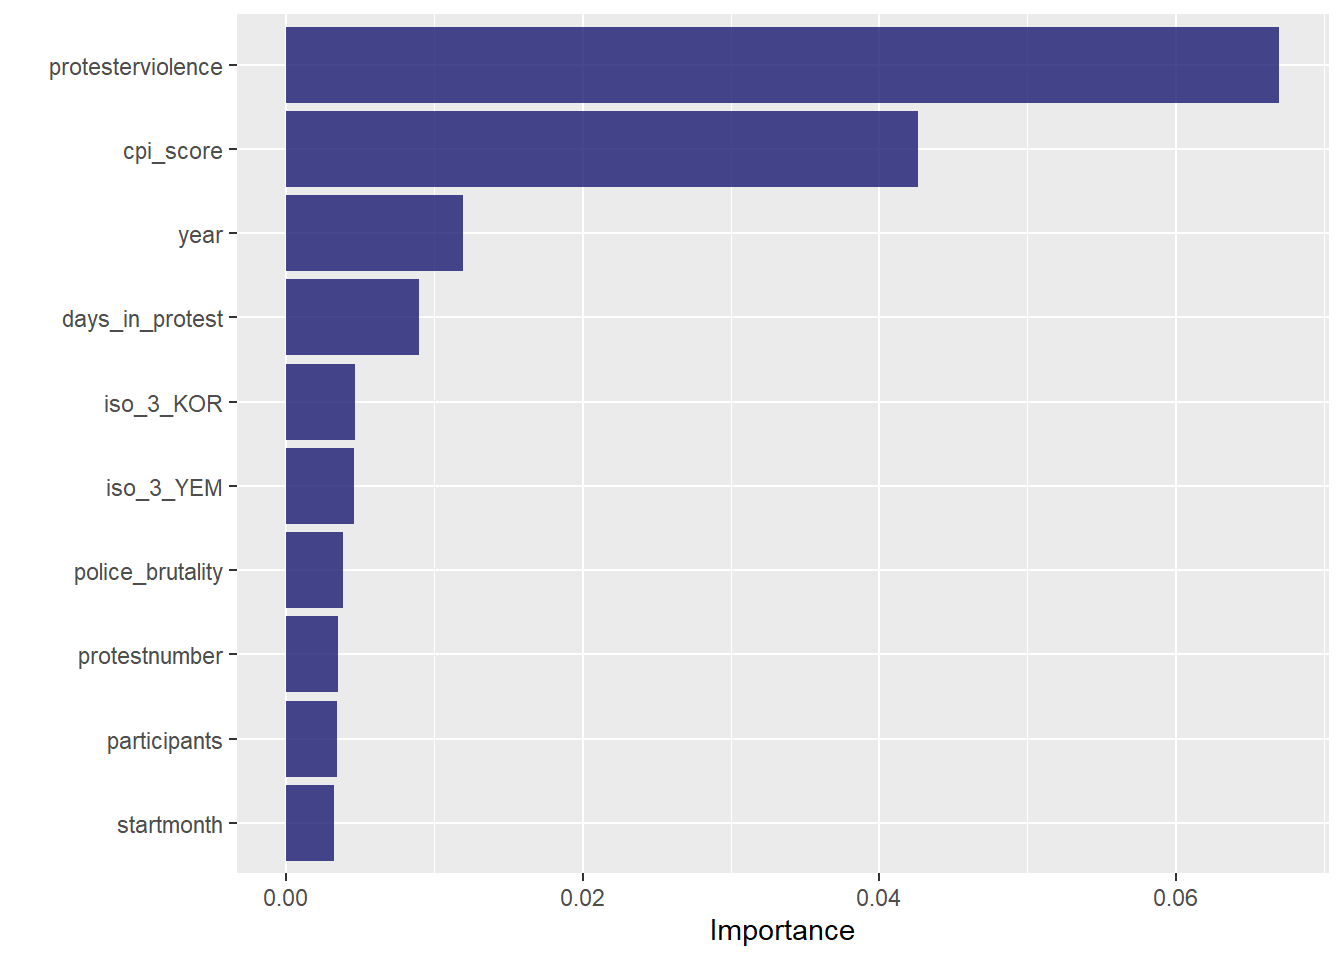 protesterviolence
cpi_score
year
days_in_protest
iso_3_KOR
iso_3_YEM
police_brutality
protestnumber
participants
startmonth
0.00 0.02 0.04 0.06
Importance